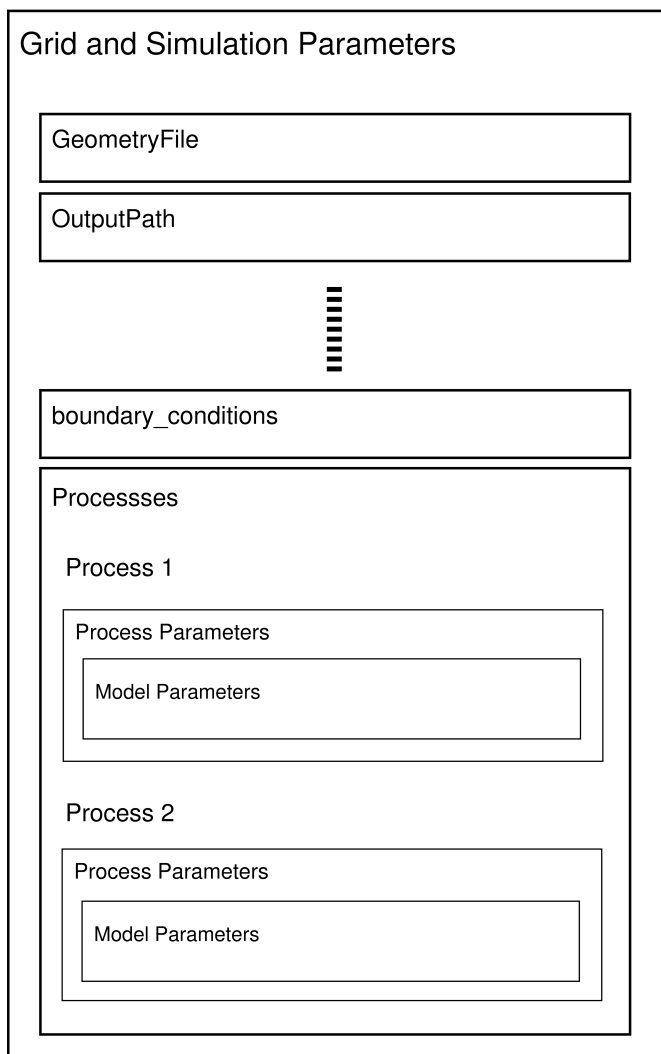 Grid and Simulation Parameters
GeometryFile
OutputPath
boundary_conditions
Processses
Process 1
Process Parameters
Model Parameters
Process 2
Process Parameters
Model Parameters